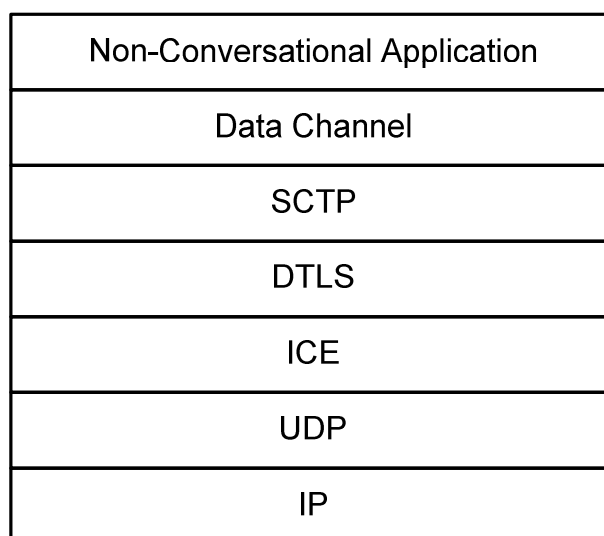 Non-Conversational Application
Data Channel
SCTP
DTLS
ICE
UDP
IP